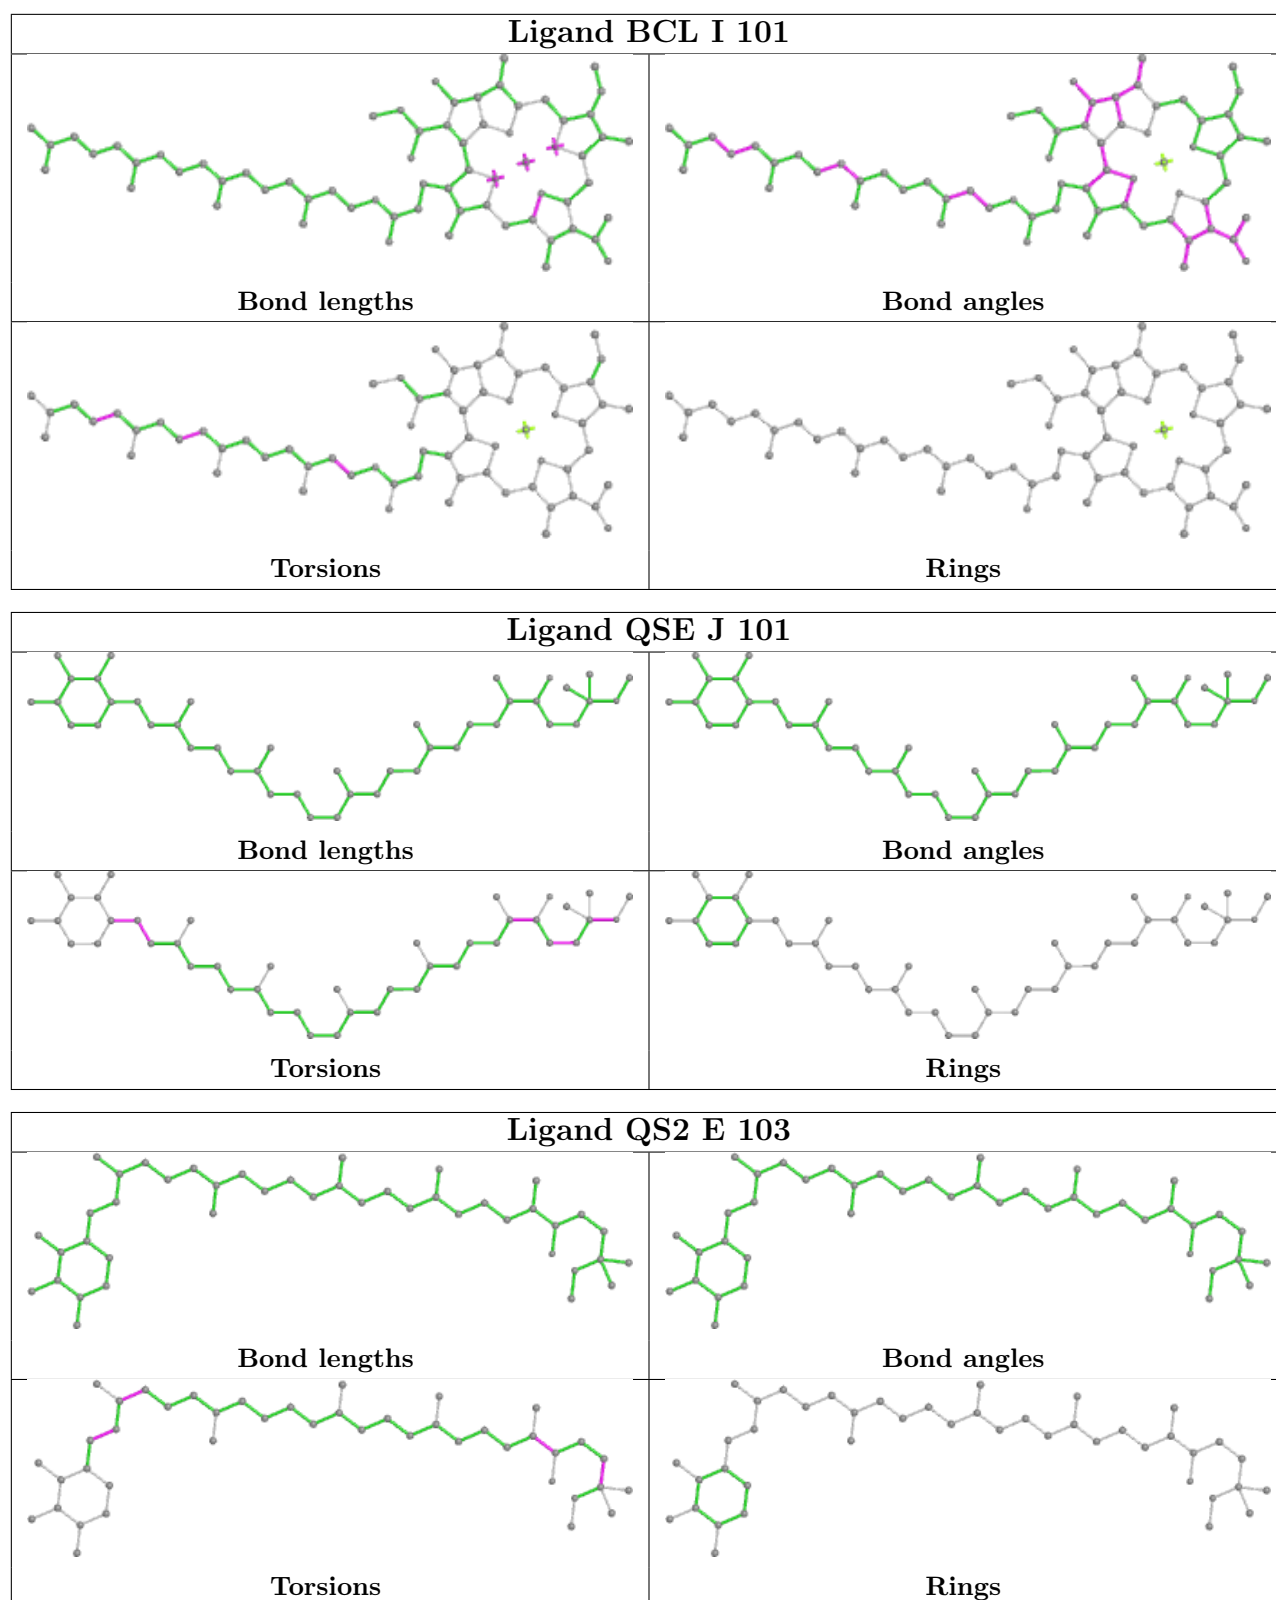 Ligand BCL I 101
Bond lengths
Bond angles
Torsions
Rings
Ligand QSE J 101
Bond lengths
Bond angles
Torsions
Rings
Ligand QS2 E 103
Bond lengths
Bond angles
Torsions
Rings